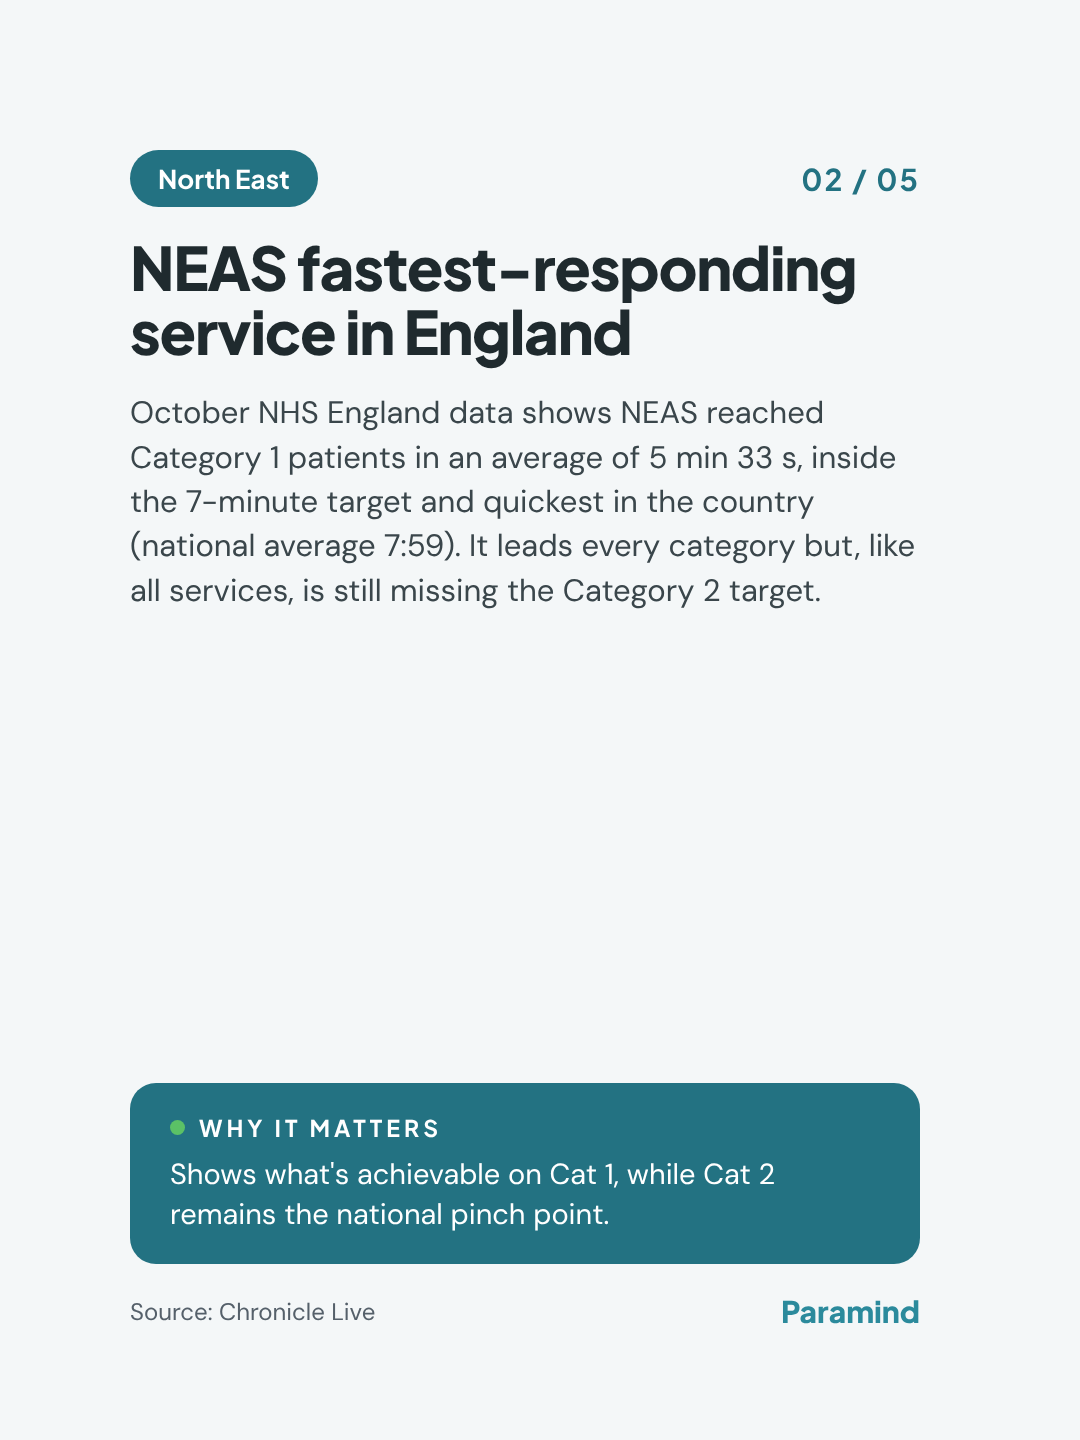 North East
02 / 05
NEAS fastest-responding
service in England
October NHS England data shows NEAS reached
Category 1 patients in an average of 5 min 33 s, inside
the 7-minute target and quickest in the country
(national average 7:59). It leads every category but, like
all services, is still missing the Category 2 target.
WHY IT MATTERS
Shows what's achievable on Cat 1, while Cat 2
remains the national pinch point.
Source: Chronicle Live
Paramind